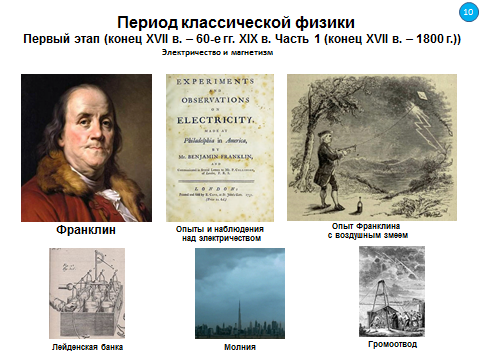 10
Период классической физики
Первый этап (конец XVII в. – 60-е гг. XIX в. Часть 1 (конец XVII в. – 1800 г.))
Электричество и магнетизм
EXPERIMENTS
AND
OBSERVATIONS
ON
ELECTRICITY,
MADE AT
Philadelphia in America,
BY
Mr. BENJAMIN FRANKLIN,
AND
LONDON:
Франклин
Опыты и наблюдения
над электричеством
Опыт Франклина
с воздушным змеем
Лейденская банка
Молния
Громоотвод